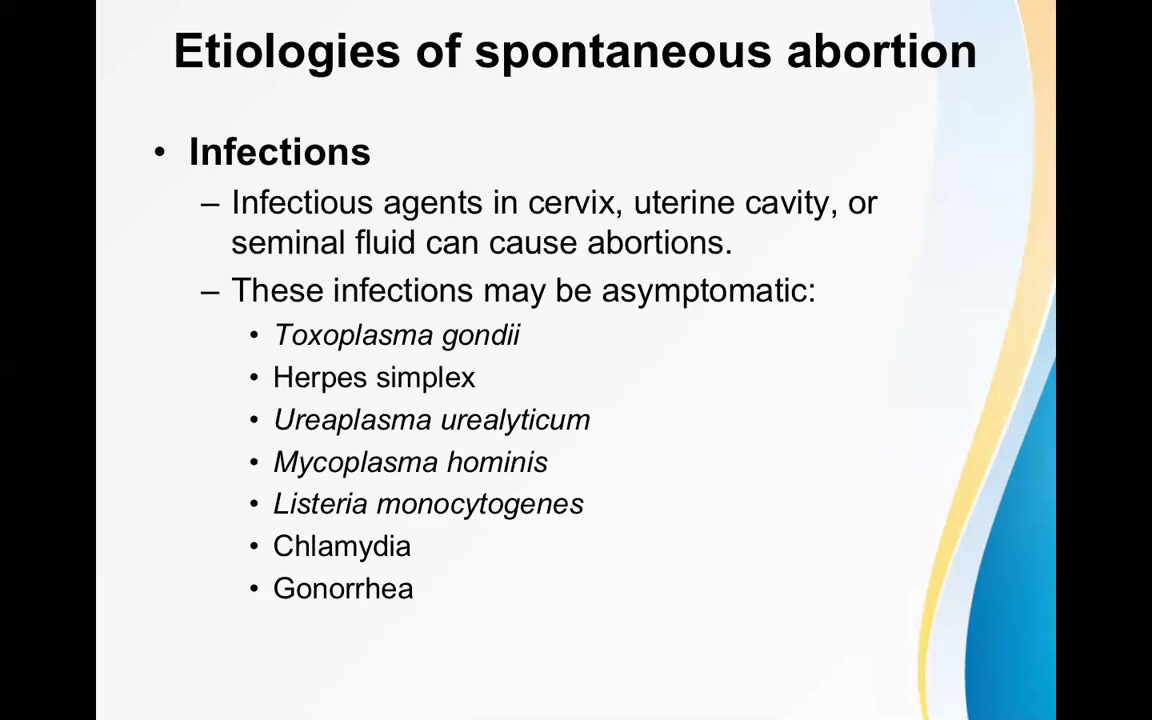 Etiologies of spontaneous abortion
• Infections
– Infectious agents in cervix, uterine cavity, or
seminal fluid can cause abortions.
– These infections may be asymptomatic:
• Toxoplasma gondii
• Herpes simplex
• Ureaplasma urealyticum
• Mycoplasma hominis
• Listeria monocytogenes
• Chlamydia
• Gonorrhea